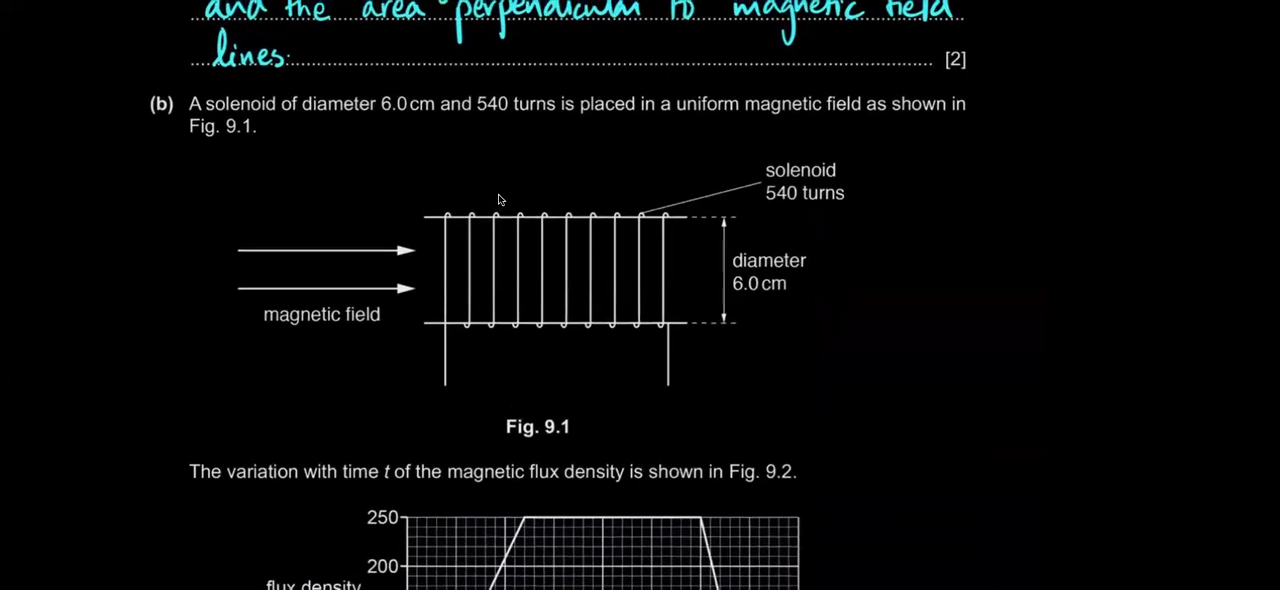 and the area perpendicular to magnetic field
lines. [2]
(b) A solenoid of diameter 6.0 cm and 540 turns is placed in a uniform magnetic field as shown in
Fig. 9.1.
solenoid
540 turns
diameter
6.0 cm
magnetic field
Fig. 9.1
The variation with time t of the magnetic flux density is shown in Fig. 9.2.
250
200
flux density